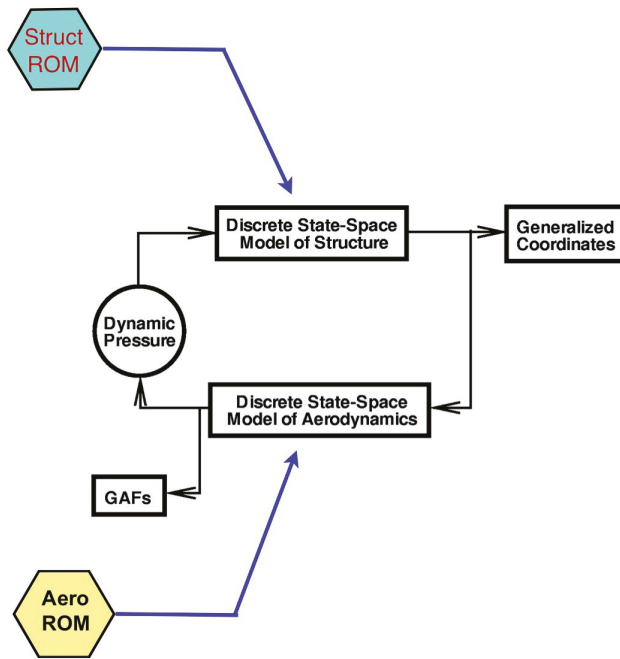 Struct
ROM
Discrete State-Space
Model of Structure
Generalized
Coordinates
Dynamic
Pressure
Discrete State-Space
Model of Aerodynamics
GAFs
Aero
ROM